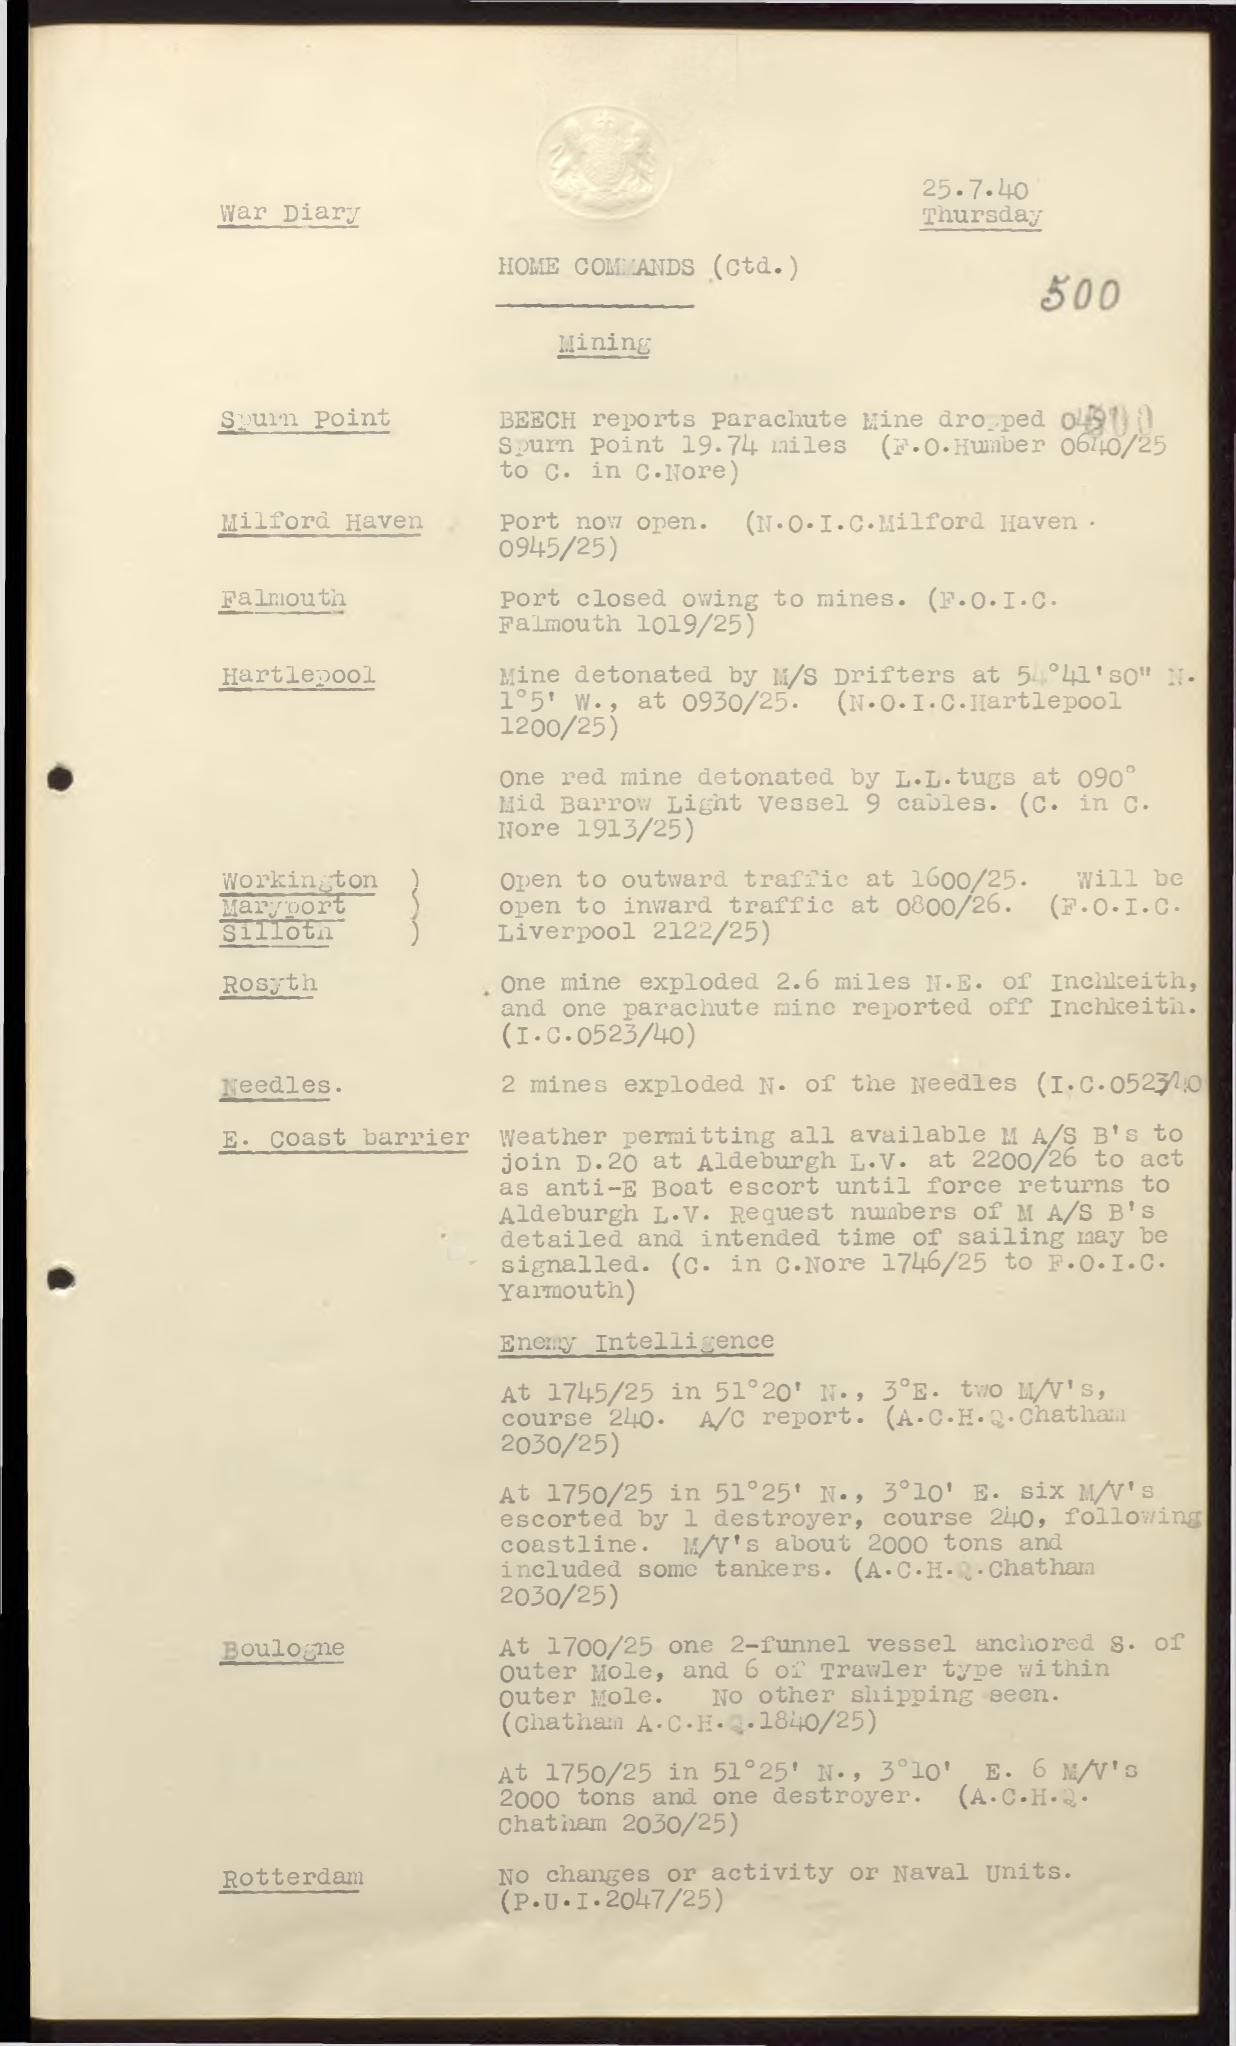 25.7.40
War Diary
Thursday
HOME COMMANDS (Ctd.)
500
Mining
Spurn Point BEECH reports Parachute Mine dropped
Spurn Point 19.74 miles (F.O.Humber 0640/25
to C. in C.Nore)
Milford Haven Port now open. (N.O.I.C.Milford Haven
0945/25)
Falmouth Port closed owing to mines. (F.O.I.C.
Falmouth 1019/25)
Hartlepool Mine detonated by M/S Drifters at 54°41's0" N.
1°5' W., at 0930/25. (N.O.I.C.Hartlepool
1200/25)
One red mine detonated by L.L.tugs at 090°
Mid Barrow Light Vessel 9 cables. (C. in C.
Nore 1913/25)
Workington ) Open to outward traffic at 1600/25. Will be
Maryport ) open to inward traffic at 0800/26. (F.O.I.C.
Silloth ) Liverpool 2122/25)
Rosyth One mine exploded 2.6 miles N.E. of Inchkeith,
and one parachute mine reported off Inchkeith.
(I.C.0523/40)
Needles. 2 mines exploded N. of the Needles (I.C.0523/40
E. Coast barrier Weather permitting all available M A/S B's to
join D.20 at Aldeburgh L.V. at 2200/26 to act
as anti-E Boat escort until force returns to
Aldeburgh L.V. Request numbers of M A/S B's
detailed and intended time of sailing may be
signalled. (C. in C.Nore 1746/25 to F.O.I.C.
Yarmouth)
Enemy Intelligence
At 1745/25 in 51°20' N., 3°E. two M/V's,
course 240. A/C report. (A.C.H.Q.Chatham
2030/25)
At 1750/25 in 51°25' N., 3°10' E. six M/V's
escorted by 1 destroyer, course 240, following
coastline. M/V's about 2000 tons and
included some tankers. (A.C.H.Q.Chatham
2030/25)
Boulogne At 1700/25 one 2-funnel vessel anchored S. of
Outer Mole, and 6 of Trawler type within
Outer Mole. No other shipping seen.
(Chatham A.C.H.Q.1840/25)
At 1750/25 in 51°25' N., 3°10' E. 6 M/V's
2000 tons and one destroyer. (A.C.H.Q.
Chatham 2030/25)
Rotterdam No changes or activity or Naval Units.
(P.U.I.2047/25)